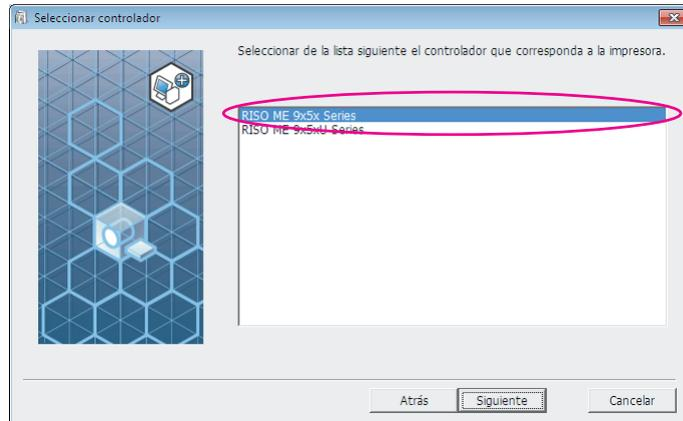 Seleccionar controlador
Seleccionar de la lista siguiente el controlador que corresponda a la impresora.
RISO ME 9x5x Series
RISO ME 9x5xU Series
Atrás
Siguiente
Cancelar